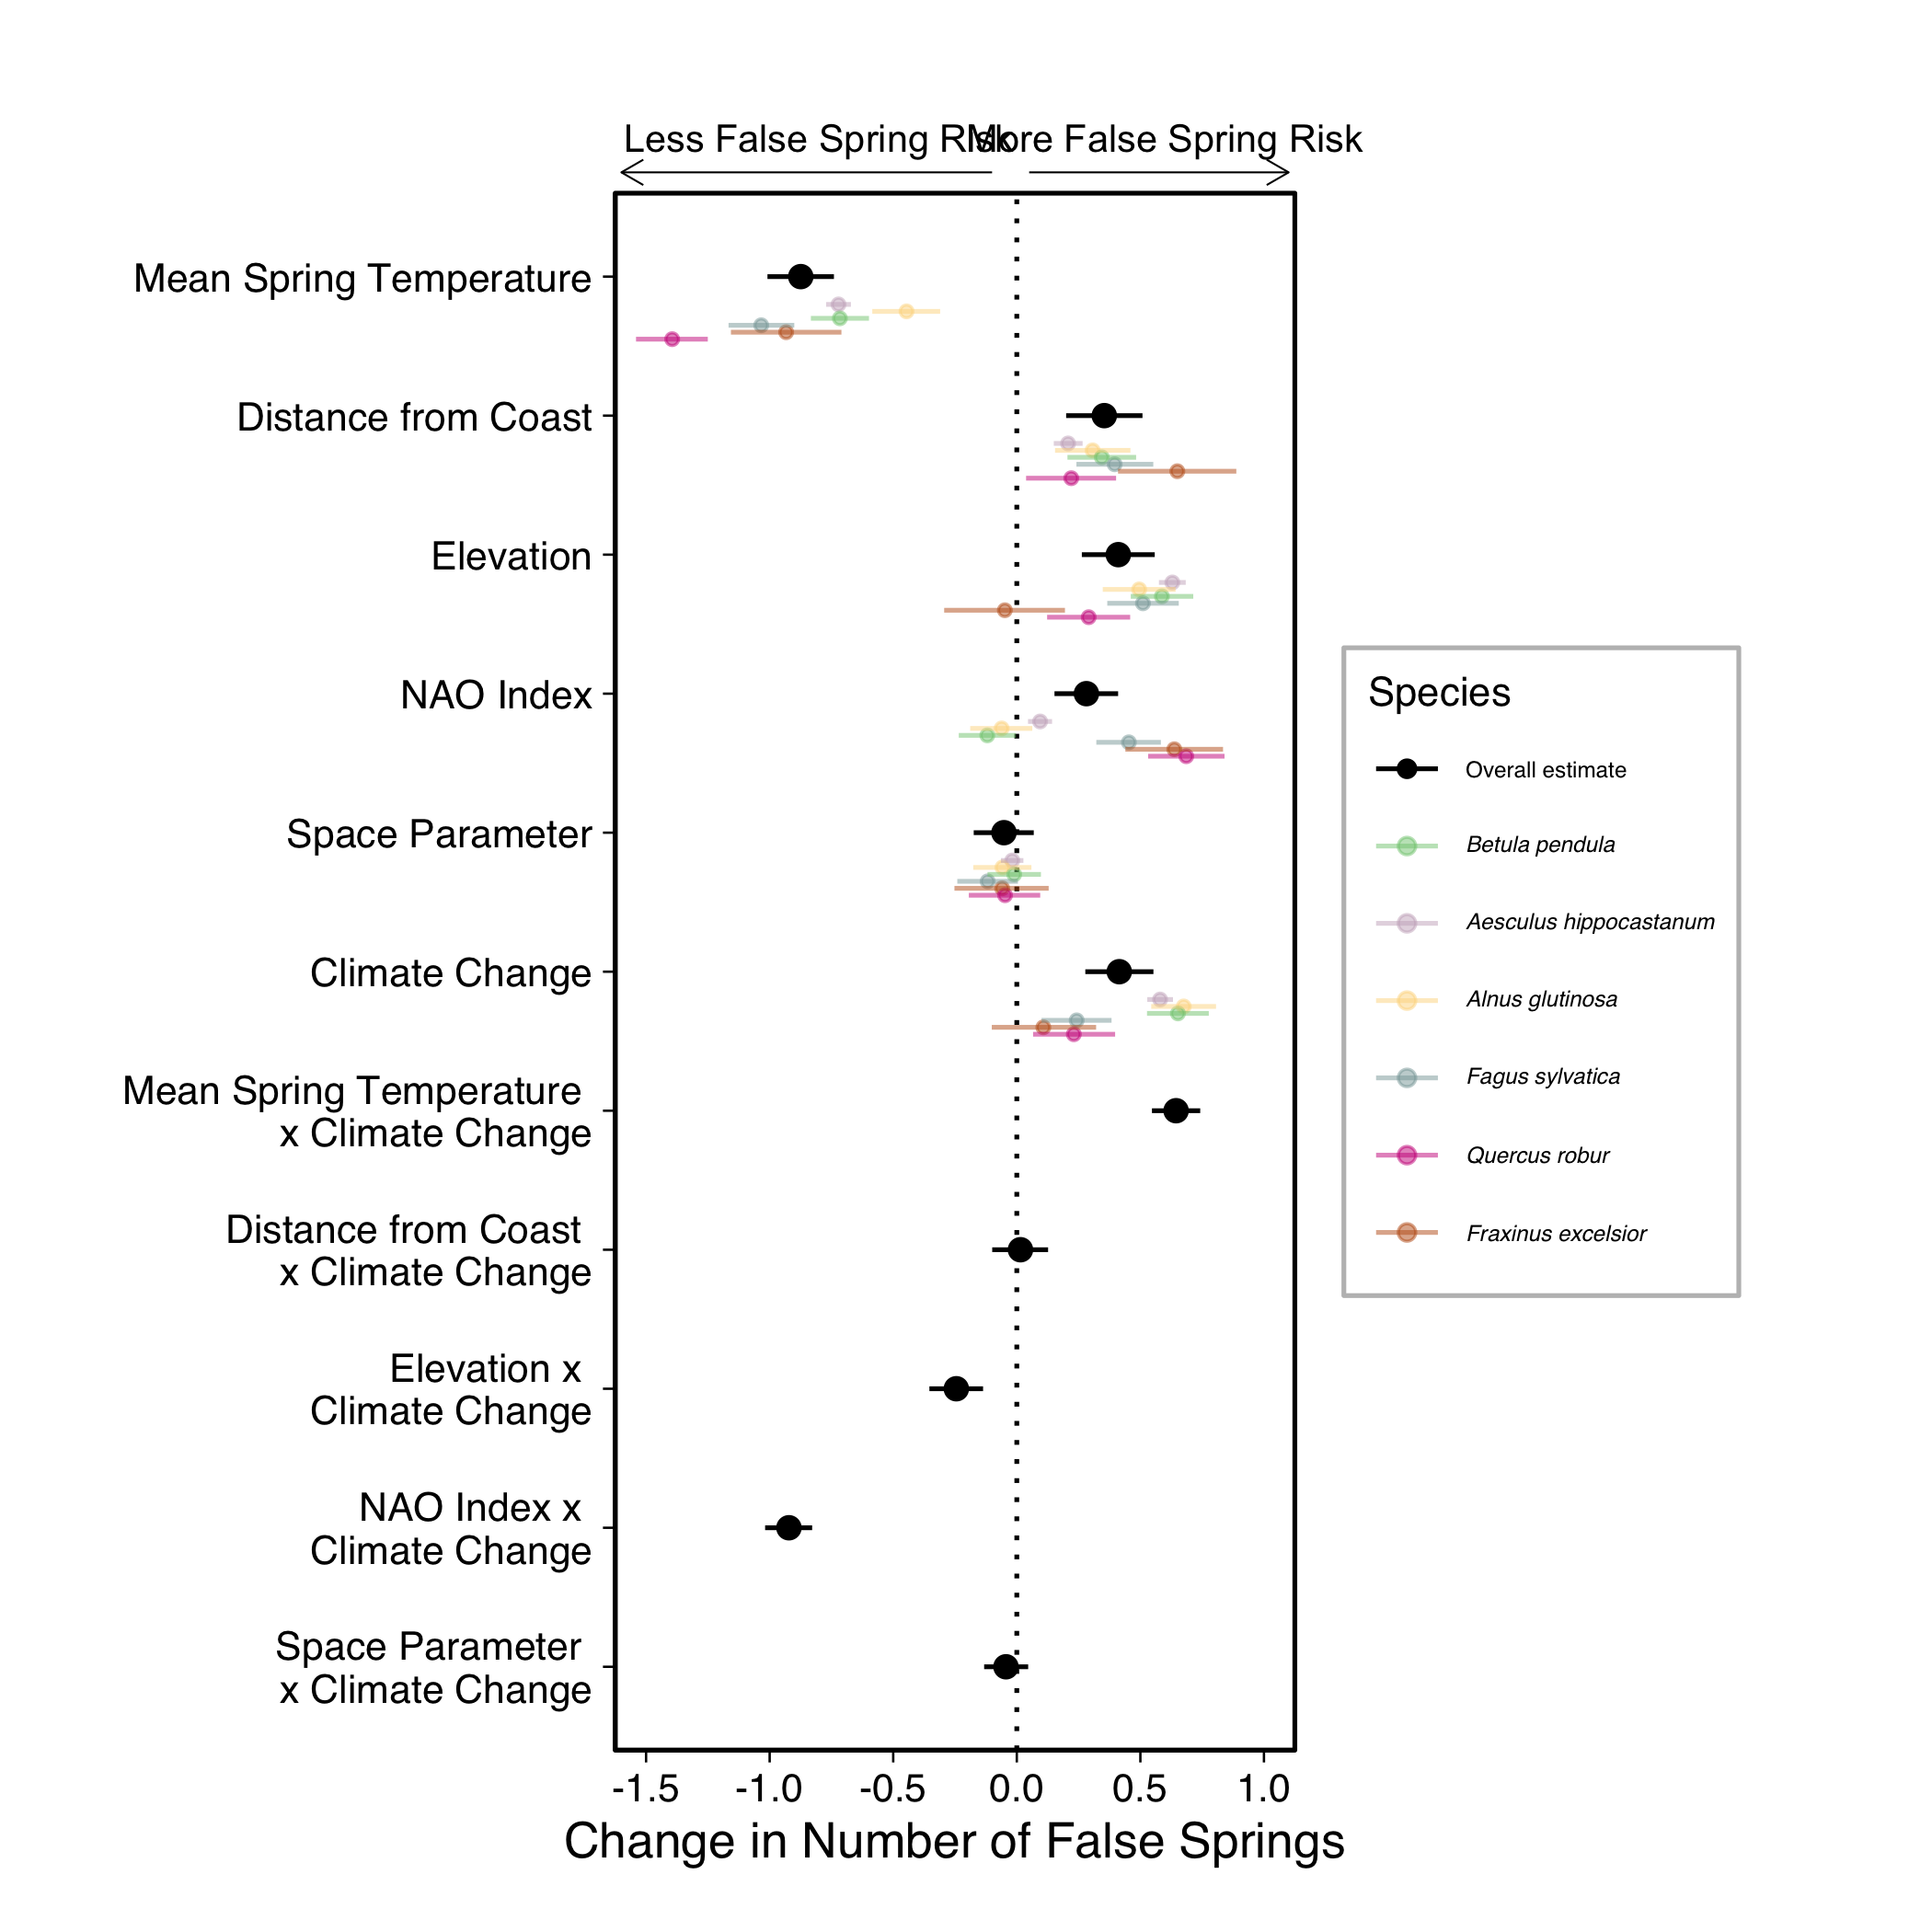 Less False Spring Risk
More False Spring Risk
Mean Spring Temperature
Distance from Coast
Elevation
NAO Index
Space Parameter
Climate Change
Mean Spring Temperature
x Climate Change
Distance from Coast
x Climate Change
Elevation x
Climate Change
NAO Index x
Climate Change
Space Parameter
x Climate Change
-1.5
-1.0
-0.5
0.0
0.5
1.0
Change in Number of False Springs
Species
Overall estimate
Betula pendula
Aesculus hippocastanum
Alnus glutinosa
Fagus sylvatica
Quercus robur
Fraxinus excelsior